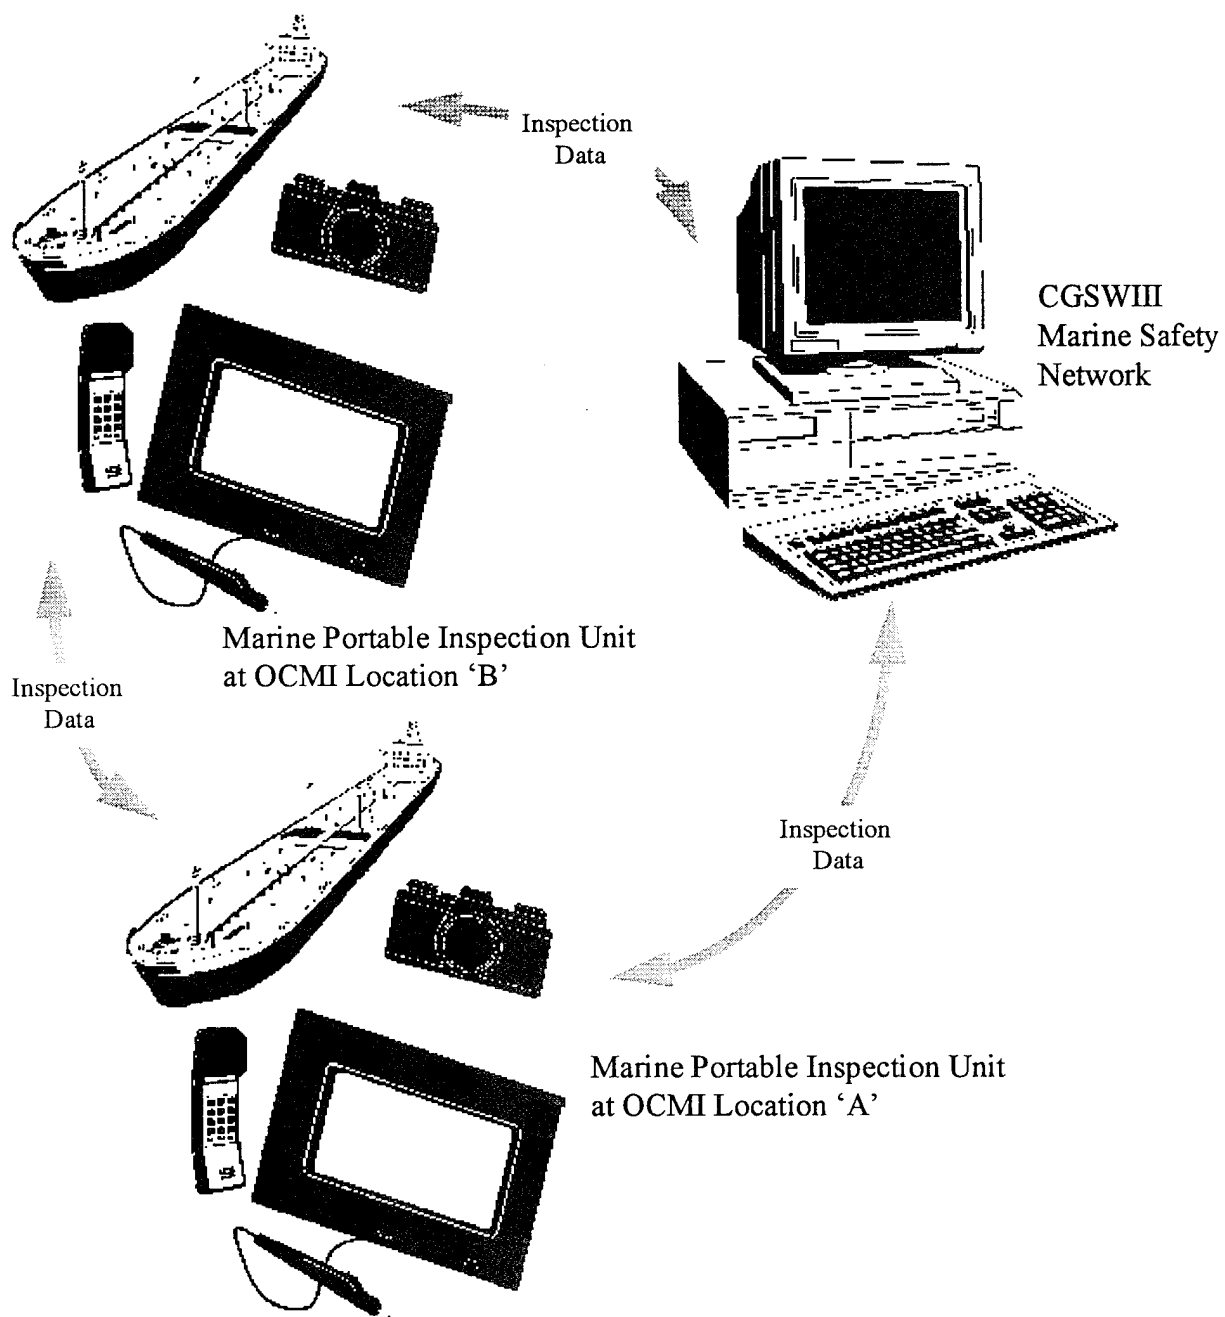 Inspection
Data
CGSWIII
Marine Safety
Network
Marine Portable Inspection Unit
at OCMI Location ‘B’
Inspection
Data
Inspection
Data
Marine Portable Inspection Unit
at OCMI Location ‘A’